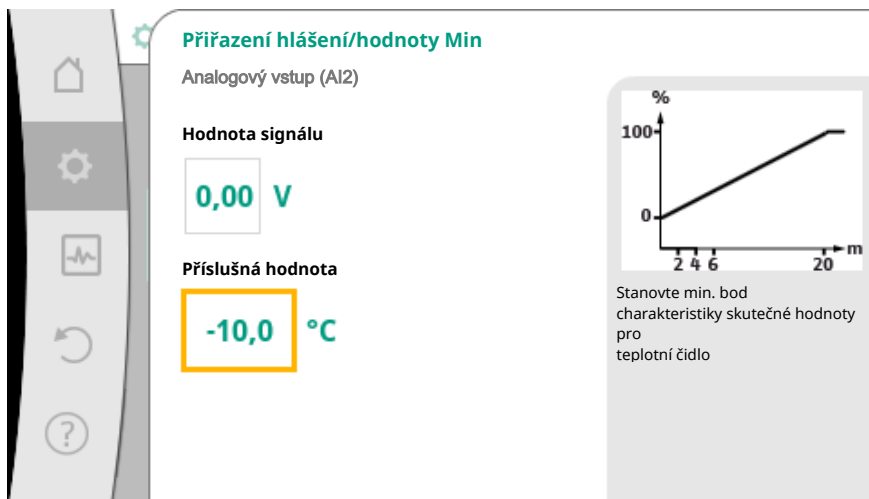 Přiřazení hlášení/hodnoty Min
Analogový vstup (AI2)
Hodnota signálu
0,00 V
Příslušná hodnota
-10,0 °C
%
100
0
2 4 6 20 m
Stanovte min. bod
charakteristiky skutečné hodnoty
pro
teplotní čidlo
?